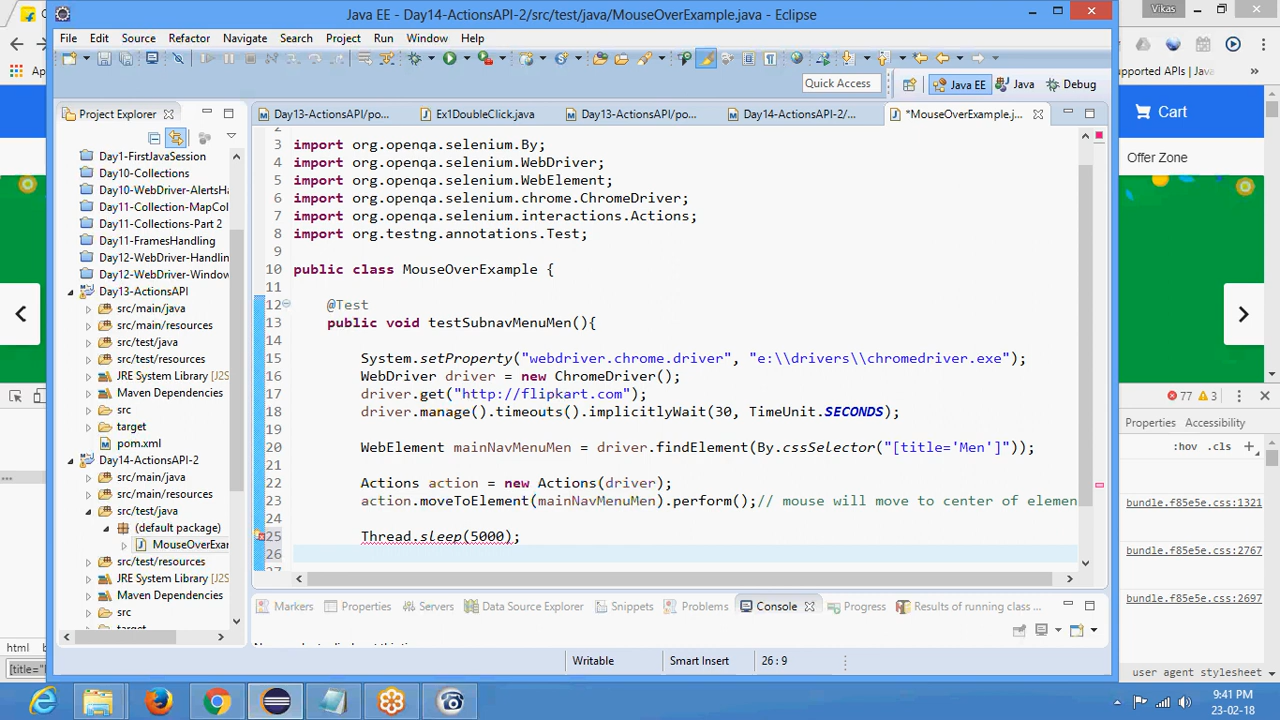 Java EE - Day14-ActionsAPI-2/src/test/java/MouseOverExample.java - Eclipse
Vikas
File Edit Source Refactor Navigate Search Project Run Window Help
Quick Access
Java EE
Java
Debug
upported APIs | Java
Project Explorer
Day13-ActionsAPI/po...
Ex1DoubleClick.java
Day13-ActionsAPI/po...
Day14-ActionsAPI-2/...
*MouseOverExample.j...
Cart
Offer Zone
Day1-FirstJavaSession
Day10-Collections
Day10-WebDriver-AlertsHa
Day11-Collection-MapCol
Day11-Collections-Part 2
Day11-FramesHandling
Day12-WebDriver-Handlin
Day12-WebDriver-Window
Day13-ActionsAPI
src/main/java
src/main/resources
src/test/java
src/test/resources
JRE System Library [J2S
Maven Dependencies
src
target
pom.xml
Day14-ActionsAPI-2
src/main/java
src/main/resources
src/test/java
(default package)
MouseOverExar
src/test/resources
JRE System Library [J2S
Maven Dependencies
src
target
3 import org.openqa.selenium.By;
4 import org.openqa.selenium.WebDriver;
5 import org.openqa.selenium.WebElement;
6 import org.openqa.selenium.chrome.ChromeDriver;
7 import org.openqa.selenium.interactions.Actions;
8 import org.testng.annotations.Test;
9
10 public class MouseOverExample {
11
12 @Test
13 public void testSubnavMenuMen(){
14
15 System.setProperty("webdriver.chrome.driver", "e:\\drivers\\chromedriver.exe");
16 WebDriver driver = new ChromeDriver();
17 driver.get("http://flipkart.com");
18 driver.manage().timeouts().implicitlyWait(30, TimeUnit.SECONDS);
19
20 WebElement mainNavMenuMen = driver.findElement(By.cssSelector("[title='Men']"));
21
22 Actions action = new Actions(driver);
23 action.moveToElement(mainNavMenuMen).perform();// mouse will move to center of elemen
24
25 Thread.sleep(5000);
26
27
77 3
Properties
:hov .cls
bundle.f85e5e.css:1321
bundle.f85e5e.css:2767
bundle.f85e5e.css:2697
user agent stylesheet
Markers
Properties
Servers
Data Source Explorer
Snippets
Problems
Console
Progress
Results of running class ...
html
[title="
Writable
Smart Insert
26 : 9
9:41 PM
23-02-18